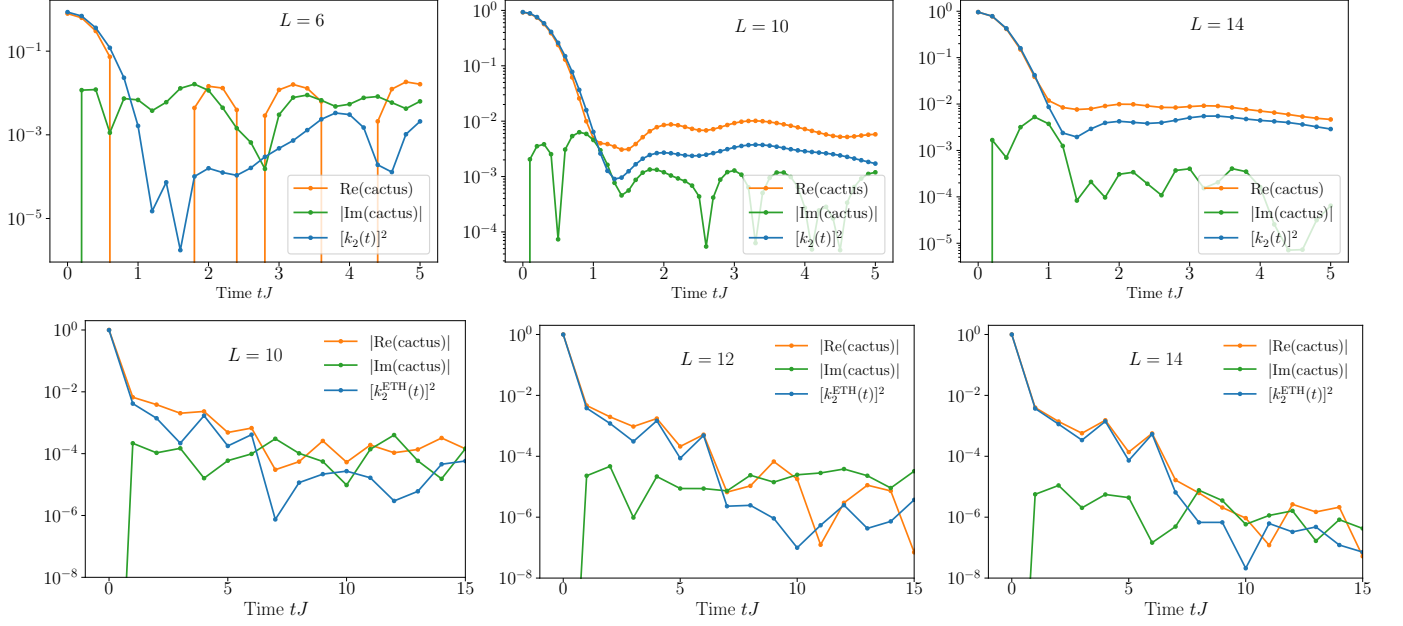 L = 6
10^{-1}
10^{-3}
10^{-5}
Re(cactus)
|Im(cactus)|
[k_2(t)]^2
0 1 2 3 4 5
Time tJ
L = 10
10^0
10^{-1}
10^{-2}
10^{-3}
10^{-4}
Re(cactus)
|Im(cactus)|
[k_2(t)]^2
0 1 2 3 4 5
Time tJ
L = 14
10^0
10^{-1}
10^{-2}
10^{-3}
10^{-4}
10^{-5}
Re(cactus)
|Im(cactus)|
[k_2(t)]^2
0 1 2 3 4 5
Time tJ
L = 10
10^0
10^{-2}
10^{-4}
10^{-6}
10^{-8}
|Re(cactus)|
|Im(cactus)|
[k_2^{ETH}(t)]^2
0 5 10 15
Time tJ
L = 12
10^0
10^{-2}
10^{-4}
10^{-6}
10^{-8}
|Re(cactus)|
|Im(cactus)|
[k_2^{ETH}(t)]^2
0 5 10 15
Time tJ
L = 14
10^0
10^{-2}
10^{-4}
10^{-6}
10^{-8}
|Re(cactus)|
|Im(cactus)|
[k_2^{ETH}(t)]^2
0 5 10 15
Time tJ